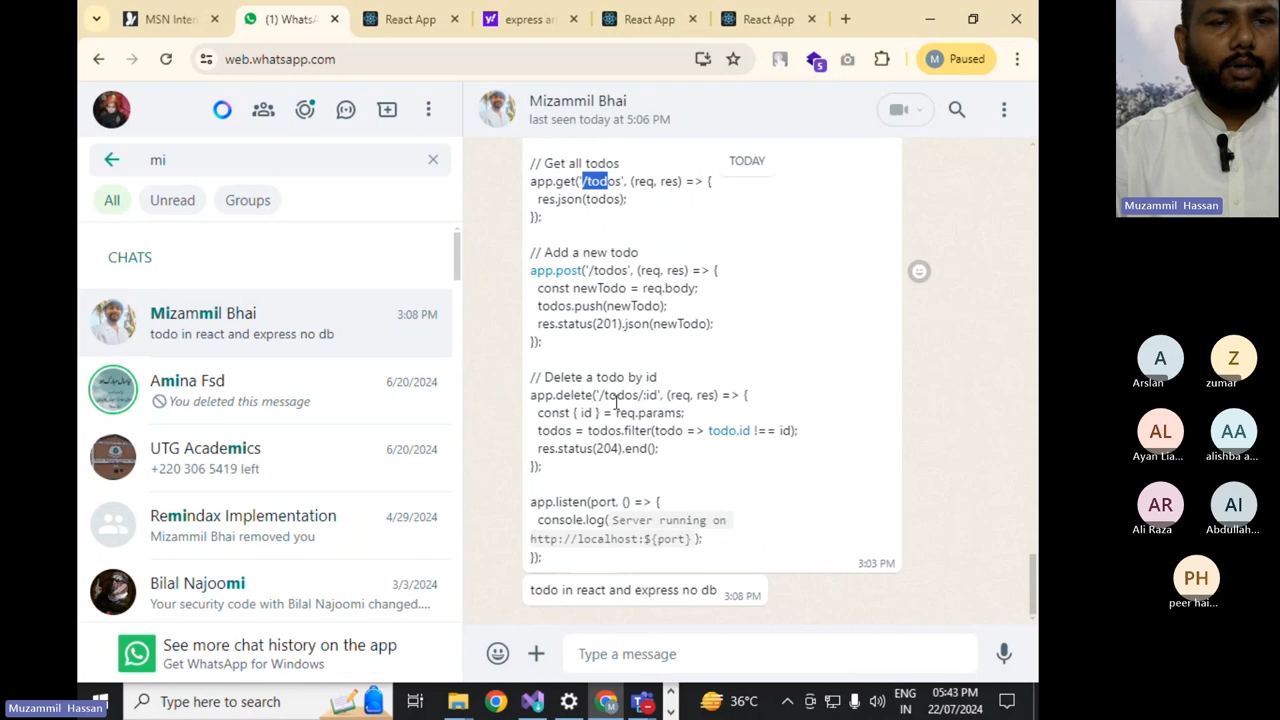 MSN Inten
(1) WhatsA
React App
express an
React App
React App
web.whatsapp.com
5
M
Paused
Mizammil Bhai
last seen today at 5:06 PM
mi
All
Unread
Groups
CHATS
Mizammil Bhai
3:08 PM
todo in react and express no db
Amina Fsd
6/20/2024
You deleted this message
UTG Academics
6/20/2024
+220 306 5419 left
Remindax Implementation
4/29/2024
Mizammil Bhai removed you
Bilal Najoomi
3/3/2024
Your security code with Bilal Najoomi changed....
See more chat history on the app
Get WhatsApp for Windows
TODAY
// Get all todos
app.get('/todos', (req, res) => {
res.json(todos);
});
// Add a new todo
app.post('/todos', (req, res) => {
const newTodo = req.body;
todos.push(newTodo);
res.status(201).json(newTodo);
});
// Delete a todo by id
app.delete('/todos/:id', (req, res) => {
const { id } = req.params;
todos = todos.filter(todo => todo.id !== id);
res.status(204).end();
});
app.listen(port, () => {
console.log( Server running on
http://localhost:${port} );
});
3:03 PM
todo in react and express no db
3:08 PM
Type a message
Muzammil Hassan
A
Arslan
Z
zumar
AL
Ayan Lia...
AA
alishba a...
AR
Ali Raza
AI
Abdullah...
PH
peer hai...
Muzammil Hassan
Type here to search
36°C
ENG
IN
05:43 PM
22/07/2024